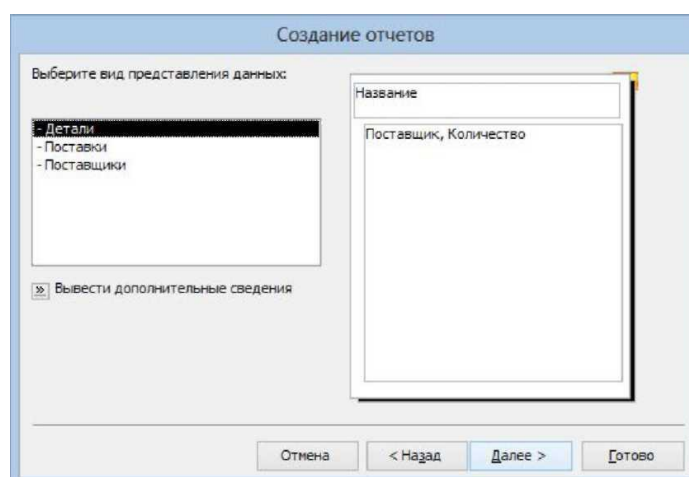 Создание отчетов
Выберите вид представления данных:
- Детали
- Поставки
- Поставщики
Название
Поставщик, Количество
» Вывести дополнительные сведения
Отмена
< Назад
Далее >
Готово